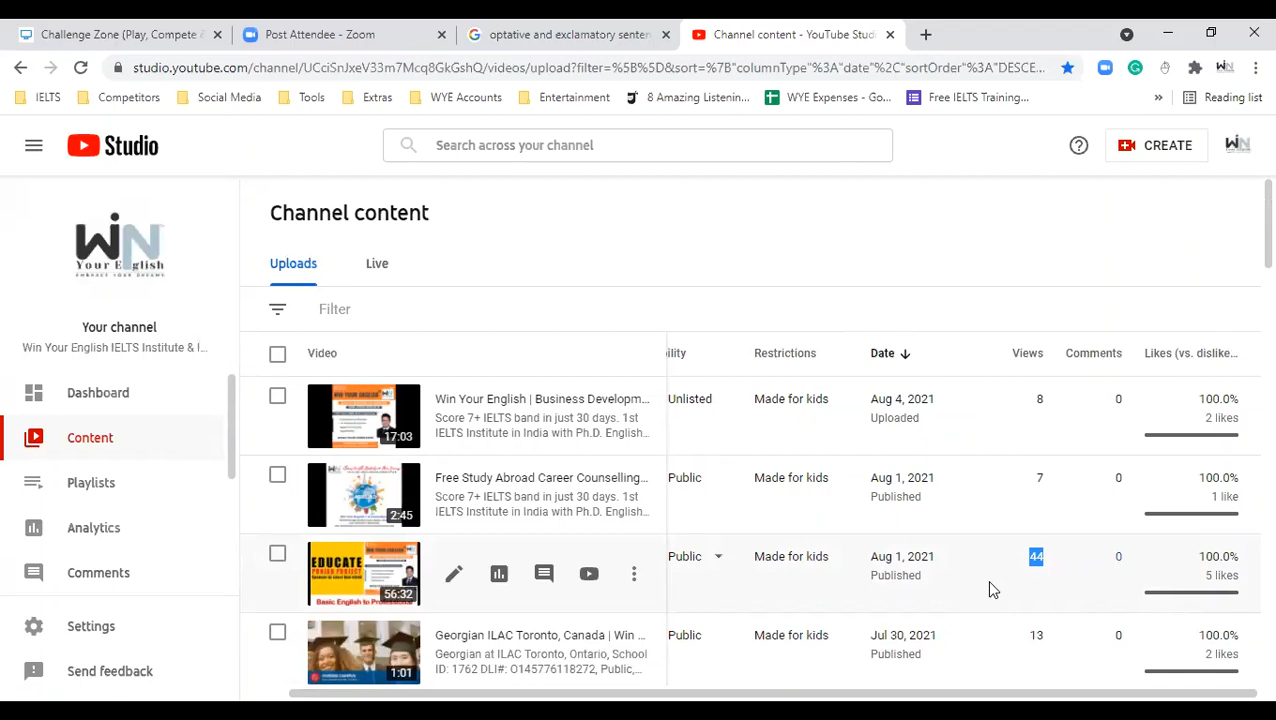 Challenge Zone (Play, Compete &
Post Attendee - Zoom
optative and exclamatory senten
Channel content - YouTube Studi
studio.youtube.com/channel/UCciSnJxeV33m7Mcq8GkGshQ/videos/upload?filter=%5B%5D&sort=%7B"columnType"%3A"date"%2C"sortOrder"%3A"DESCE...
IELTS
Competitors
Social Media
Tools
Extras
WYE Accounts
Entertainment
8 Amazing Listenin...
WYE Expenses - Go...
Free IELTS Training...
»
Reading list
Studio
Search across your channel
CREATE
WIN
Your English
EMBRACE YOUR DREAMS
Your channel
Win Your English IELTS Institute & I...
Dashboard
Content
Playlists
Analytics
Comments
Settings
Send feedback
Channel content
Uploads
Live
Filter
Video
ility
Restrictions
Date
Views
Comments
Likes (vs. dislike...
17:03
Win Your English | Business Developm...
Score 7+ IELTS band in just 30 days. 1st
IELTS Institute in India with Ph.D. English...
Unlisted
Made for kids
Aug 4, 2021
Uploaded
8
0
100.0%
2 likes
2:45
Free Study Abroad Career Counselling...
Score 7+ IELTS band in just 30 days. 1st
IELTS Institute in India with Ph.D. English...
Public
Made for kids
Aug 1, 2021
Published
7
0
100.0%
1 like
EDUCATE
PUNJAB PROJECT
Basic English to Professional
56:32
Public
Made for kids
Aug 1, 2021
Published
44
0
100.0%
5 likes
1:01
Georgian ILAC Toronto, Canada | Win ...
Georgian at ILAC Toronto, Ontario, School
ID: 1762 DLI#: O145776118272, Public,...
Public
Made for kids
Jul 30, 2021
Published
13
0
100.0%
2 likes